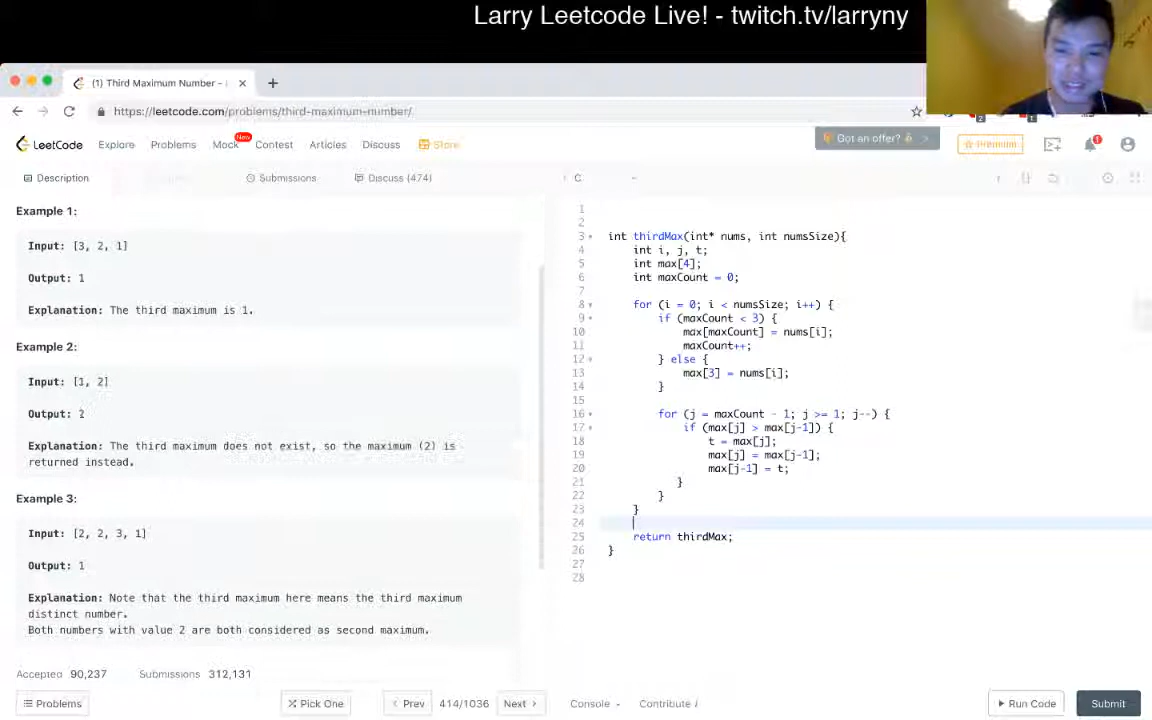 Larry Leetcode Live! - twitch.tv/larryny
(1) Third Maximum Number -
https://leetcode.com/problems/third-maximum-number/
LeetCode Explore Problems Mock New Contest Articles Discuss Store Got an offer? Premium
Description Submissions Discuss (474) C
Example 1:
Input: [3, 2, 1]
Output: 1
Explanation: The third maximum is 1.
Example 2:
Input: [1, 2]
Output: 2
Explanation: The third maximum does not exist, so the maximum (2) is
returned instead.
Example 3:
Input: [2, 2, 3, 1]
Output: 1
Explanation: Note that the third maximum here means the third maximum
distinct number.
Both numbers with value 2 are both considered as second maximum.
Accepted 90,237 Submissions 312,131
Problems Pick One < Prev 414/1036 Next >
1
2
3 int thirdMax(int* nums, int numsSize){
4 int i, j, t;
5 int max[4];
6 int maxCount = 0;
7
8 for (i = 0; i < numsSize; i++) {
9 if (maxCount < 3) {
10 max[maxCount] = nums[i];
11 maxCount++;
12 } else {
13 max[3] = nums[i];
14 }
15
16 for (j = maxCount - 1; j >= 1; j--) {
17 if (max[j] > max[j-1]) {
18 t = max[j];
19 max[j] = max[j-1];
20 max[j-1] = t;
21 }
22 }
23 }
24
25 return thirdMax;
26 }
27
28
Console Contribute i Run Code Submit